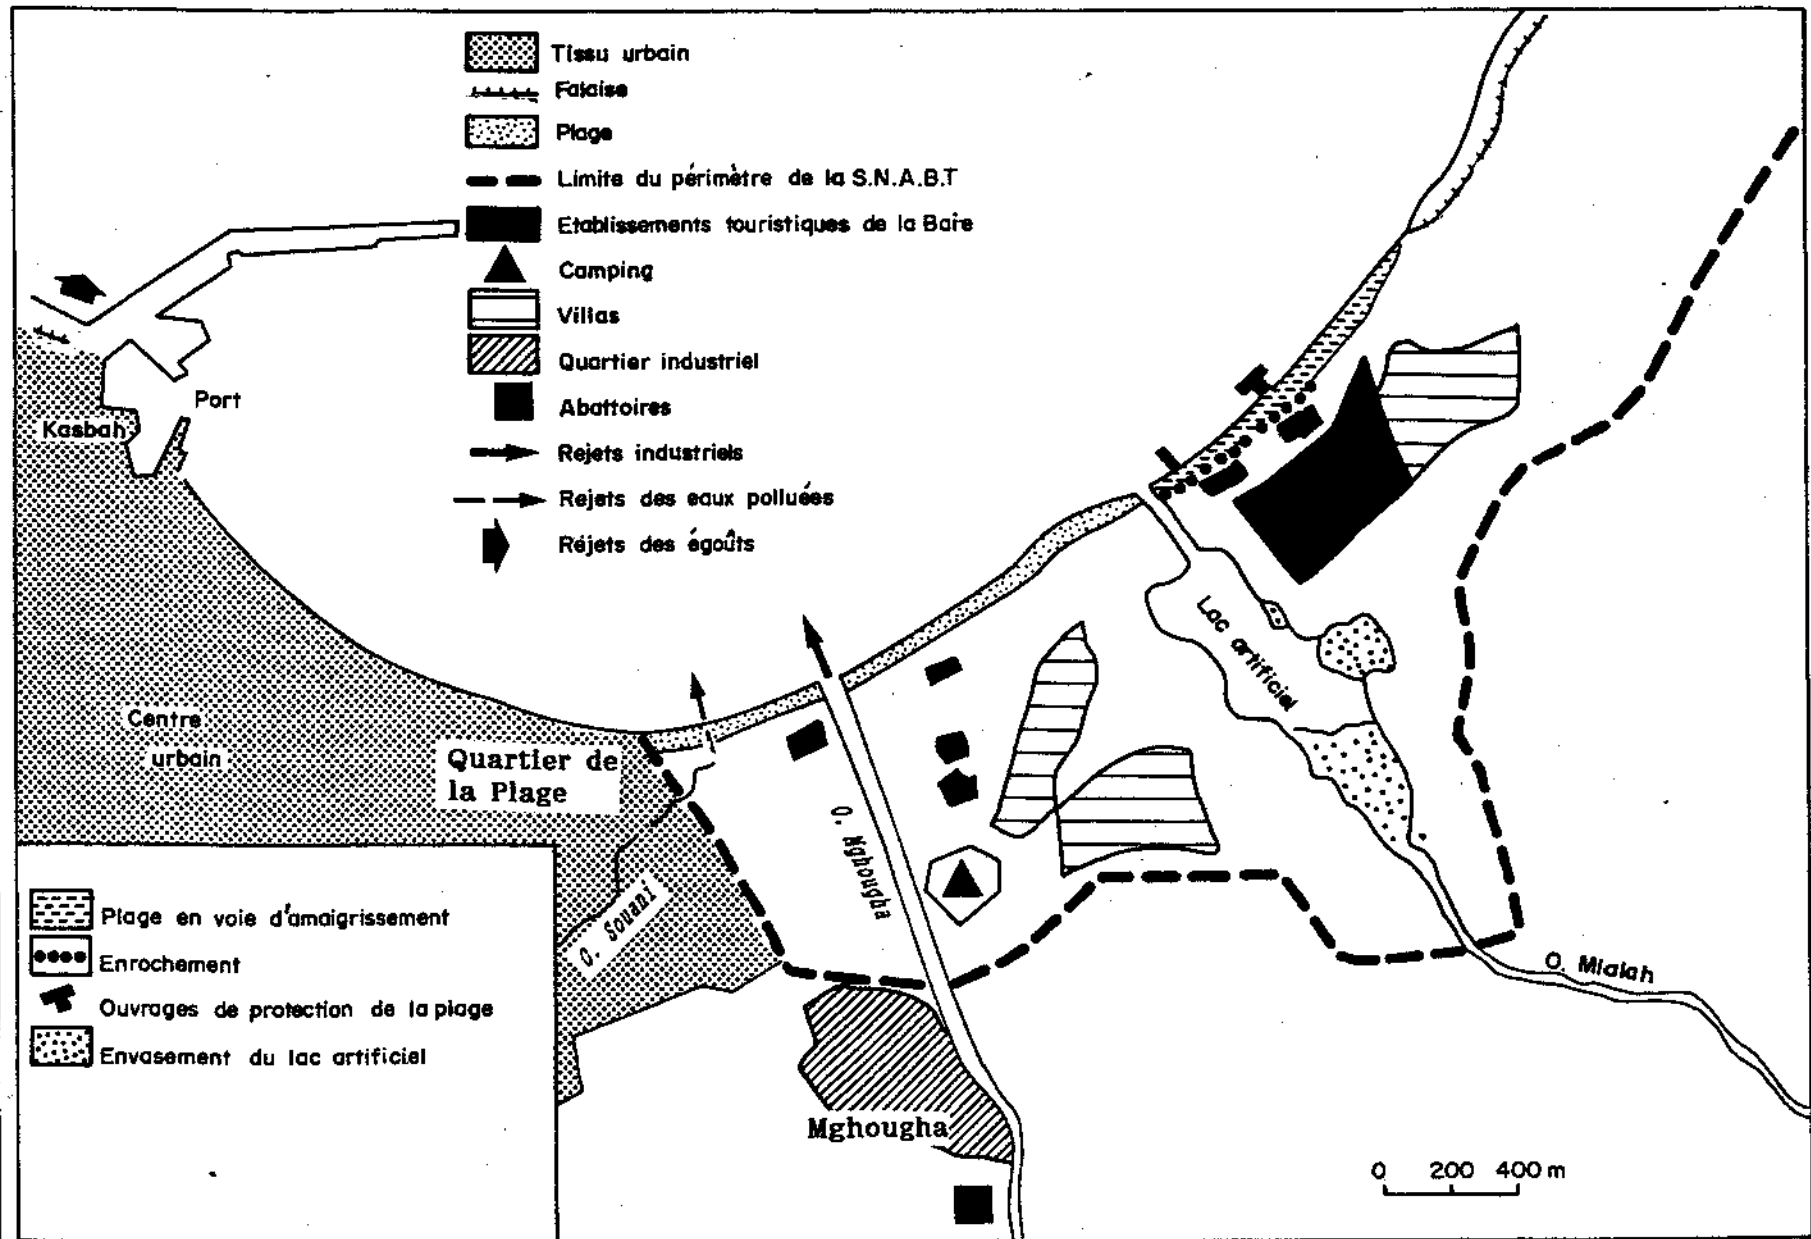 Tissu urbain
Falaise
Plage
Limite du périmètre de la S.N.A.B.T
Etablissements touristiques de la Baie
Camping
Villas
Quartier industriel
Abattoires
Rejets industriels
Rejets des eaux polluées
Réjets des égoûts
Port
Kasbah
Centre
urbain
Quartier de
la Plage
Lac artificiel
O. Mghougha
O. Souani
O. Mlalah
Mghougha
Plage en voie d'amaigrissement
Enrochement
Ouvrages de protection de la plage
Envasement du lac artificiel
0 200 400 m